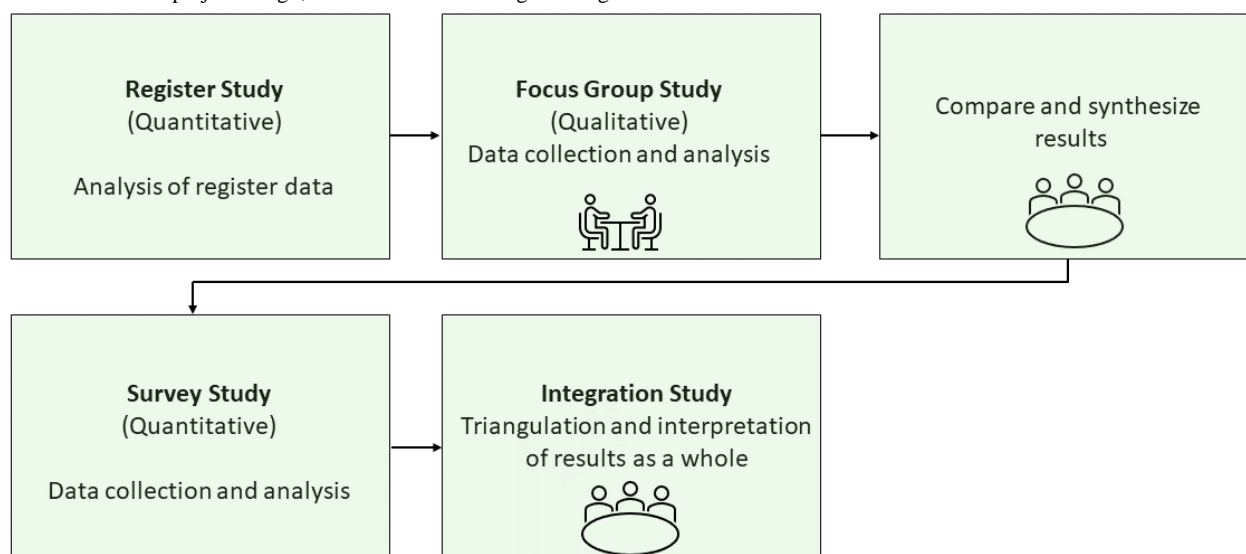 Register Study
(Quantitative)
Analysis of register data
Focus Group Study
(Qualitative)
Data collection and analysis
Compare and synthesize
results
Survey Study
(Quantitative)
Data collection and analysis
Integration Study
Triangulation and interpretation
of results as a whole